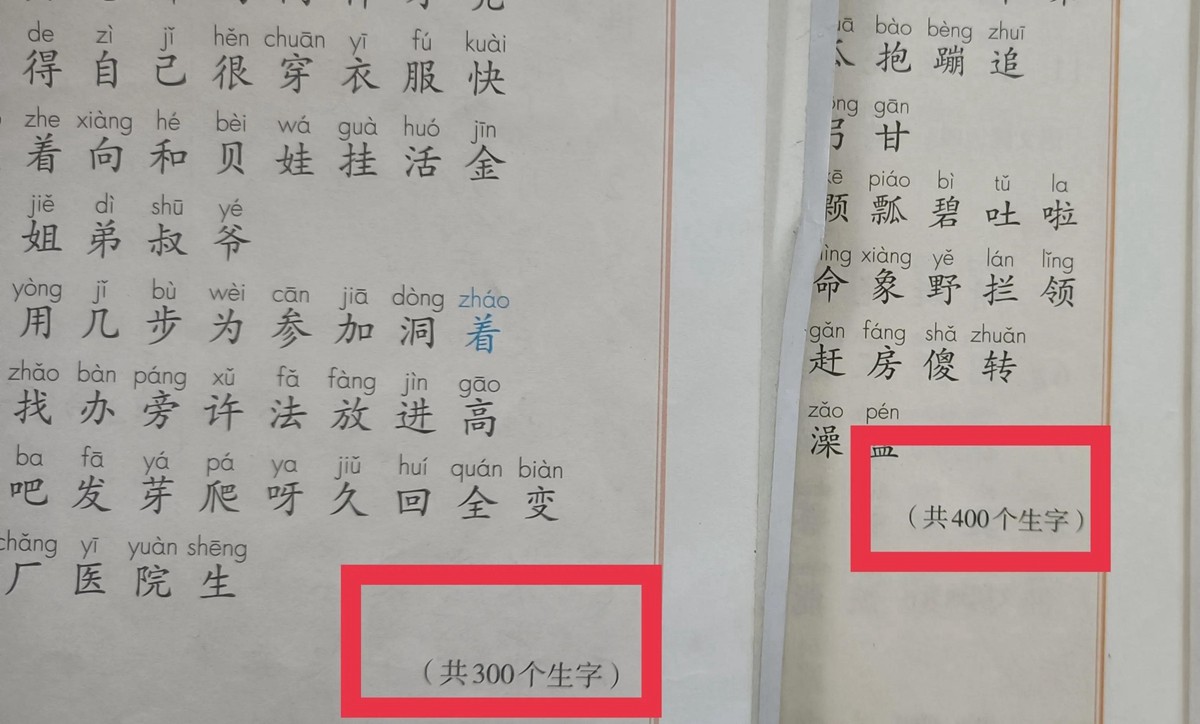 de zì jǐ hěn chuān yī fú kuài
得 自 己 很 穿 衣 服 快
zhe xiàng hé bèi wá guà huó jīn
着 向 和 贝 娃 挂 活 金
jiě dì shū yé
姐 弟 叔 爷
yòng jǐ bù wèi cān jiā dòng zháo
用 几 步 为 参 加 洞 着
zhǎo bàn páng xǔ fǎ fàng jìn gāo
找 办 旁 许 法 放 进 高
ba fā yá pá ya jiǔ huí quán biàn
吧 发 芽 爬 呀 久 回 全 变
chǎng yī yuàn shēng
厂 医 院 生
（共300个生字）
bào bèng zhuī
抱 蹦 追
gān
甘
piáo bì tǔ la
颗 瓢 碧 吐 啦
xiàng yě lán lǐng
命 象 野 拦 领
gǎn fáng shǎ zhuǎn
赶 房 傻 转
zǎo pén
澡
（共400个生字）